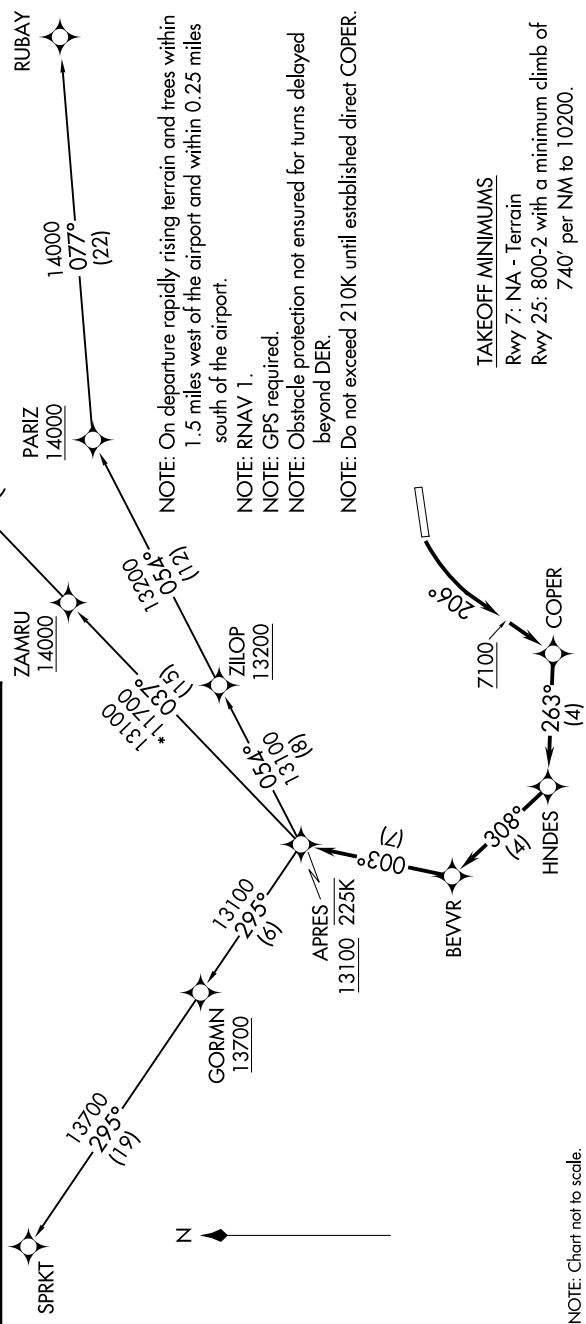 RUBAY
14000
077°
(22)
PARIZ
14000
NOTE: On departure rapidly rising terrain and trees within
1.5 miles west of the airport and within 0.25 miles
south of the airport.
NOTE: RNAV 1.
NOTE: GPS required.
NOTE: Obstacle protection not ensured for turns delayed
beyond DER.
NOTE: Do not exceed 210K until established direct COPER.
TAKEOFF MINIMUMS
Rwy 7: NA - Terrain
Rwy 25: 800-2 with a minimum climb of
740' per NM to 10200.
ZAMRU
14000
13200
054°
(12)
13100
*11700
037°
(15)
ZILOP
13200
054°
13100
(8)
206°
7100
COPER
263°
(4)
HNDES
308°
(4)
BEVVR
003°
(7)
APRES
13100 225K
13100
295°
(6)
GORMN
13700
13700
295°
(19)
SPRKT
N
NOTE: Chart not to scale.